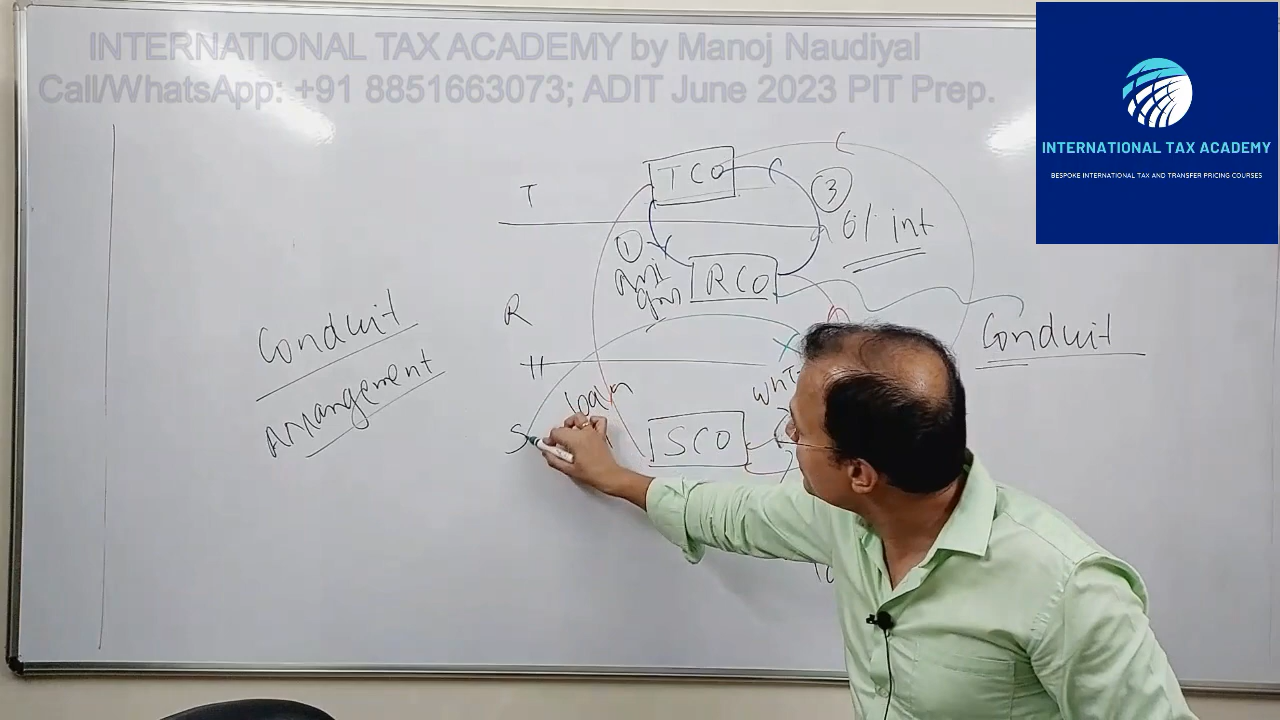 INTERNATIONAL TAX ACADEMY by Manoj Naudiyal
Call/WhatsApp: +91 8851663073; ADIT June 2023 PIT Prep.
INTERNATIONAL TAX ACADEMY
BESPOKE INTERNATIONAL TAX AND TRANSFER PRICING COURSES
T
TCO
3
6% int
1
RCO
R
Conduit
Conduit
Arrangement
loan
WHT
S
SCO